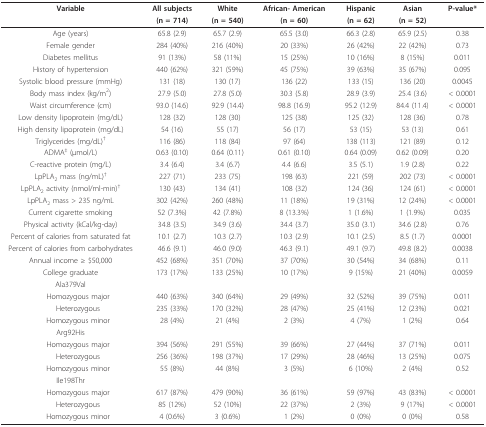 Variable All subjects White African- American Hispanic Asian P-value*
(n = 714) (n = 540) (n = 60) (n = 62) (n = 52)
Age (years) 65.8 (2.9) 65.7 (2.9) 65.5 (3.0) 66.3 (2.8) 65.9 (2.5) 0.38
Female gender 284 (40%) 216 (40%) 20 (33%) 26 (42%) 22 (42%) 0.73
Diabetes mellitus 91 (13%) 58 (11%) 15 (25%) 10 (16%) 8 (15%) 0.011
History of hypertension 440 (62%) 321 (59%) 45 (75%) 39 (63%) 35 (67%) 0.095
Systolic blood pressure (mmHg) 131 (18) 130 (17) 136 (22) 133 (15) 136 (20) 0.0045
Body mass index (kg/m²) 27.9 (5.0) 27.8 (5.0) 30.3 (5.8) 28.9 (3.9) 25.4 (3.6) < 0.0001
Waist circumference (cm) 93.0 (14.6) 92.9 (14.4) 98.8 (16.9) 95.2 (12.9) 84.4 (11.4) < 0.0001
Low density lipoprotein (mg/dL) 128 (32) 128 (30) 125 (38) 125 (32) 128 (36) 0.78
High density lipoprotein (mg/dL) 54 (16) 55 (17) 56 (17) 53 (15) 53 (13) 0.61
Triglycerides (mg/dL)† 116 (86) 118 (84) 97 (64) 138 (113) 121 (89) 0.12
ADMA‡ (μmol/L) 0.63 (0.10) 0.64 (0.11) 0.61 (0.10) 0.64 (0.09) 0.62 (0.09) 0.20
C-reactive protein (mg/L) 3.4 (6.4) 3.4 (6.7) 4.4 (6.6) 3.5 (5.1) 1.9 (2.8) 0.22
LpPLA₂ mass (ng/mL)† 227 (71) 233 (75) 198 (63) 221 (59) 202 (73) < 0.0001
LpPLA₂ activity (nmol/ml-min)† 130 (43) 134 (41) 108 (32) 124 (36) 124 (61) < 0.0001
LpPLA₂ mass > 235 ng/mL 302 (42%) 260 (48%) 11 (18%) 19 (31%) 12 (24%) < 0.0001
Current cigarette smoking 52 (7.3%) 42 (7.8%) 8 (13.3%) 1 (1.6%) 1 (1.9%) 0.035
Physical activity (kCal/kg-day) 34.8 (3.5) 34.9 (3.6) 34.4 (3.7) 35.0 (3.1) 34.6 (2.8) 0.76
Percent of calories from saturated fat 10.1 (2.7) 10.3 (2.7) 10.3 (2.9) 10.1 (2.5) 8.5 (1.7) 0.0001
Percent of calories from carbohydrates 46.6 (9.1) 46.0 (9.0) 46.3 (9.1) 49.1 (9.7) 49.8 (8.2) 0.0038
Annual income ≥ $50,000 452 (68%) 351 (70%) 37 (70%) 30 (54%) 34 (68%) 0.11
College graduate 173 (17%) 133 (25%) 10 (17%) 9 (15%) 21 (40%) 0.0059
Ala379Val
Homozygous major 440 (63%) 340 (64%) 29 (49%) 32 (52%) 39 (75%) 0.011
Heterozygous 235 (33%) 170 (32%) 28 (47%) 25 (41%) 12 (23%) 0.021
Homozygous minor 28 (4%) 21 (4%) 2 (3%) 4 (7%) 1 (2%) 0.64
Arg92His
Homozygous major 394 (56%) 291 (55%) 39 (66%) 27 (44%) 37 (71%) 0.011
Heterozygous 256 (36%) 198 (37%) 17 (29%) 28 (46%) 13 (25%) 0.075
Homozygous minor 55 (8%) 44 (8%) 3 (5%) 6 (10%) 2 (4%) 0.52
Ile198Thr
Homozygous major 617 (87%) 479 (90%) 36 (61%) 59 (97%) 43 (83%) < 0.0001
Heterozygous 85 (12%) 52 (10%) 22 (37%) 2 (3%) 9 (17%) < 0.0001
Homozygous minor 4 (0.6%) 3 (0.6%) 1 (2%) 0 (0%) 0 (0%) 0.58